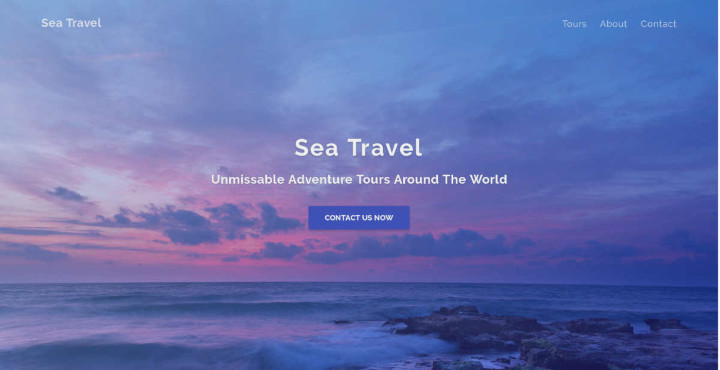 Sea Travel
Tours About Contact
Sea Travel
Unmissable Adventure Tours Around The World
CONTACT US NOW